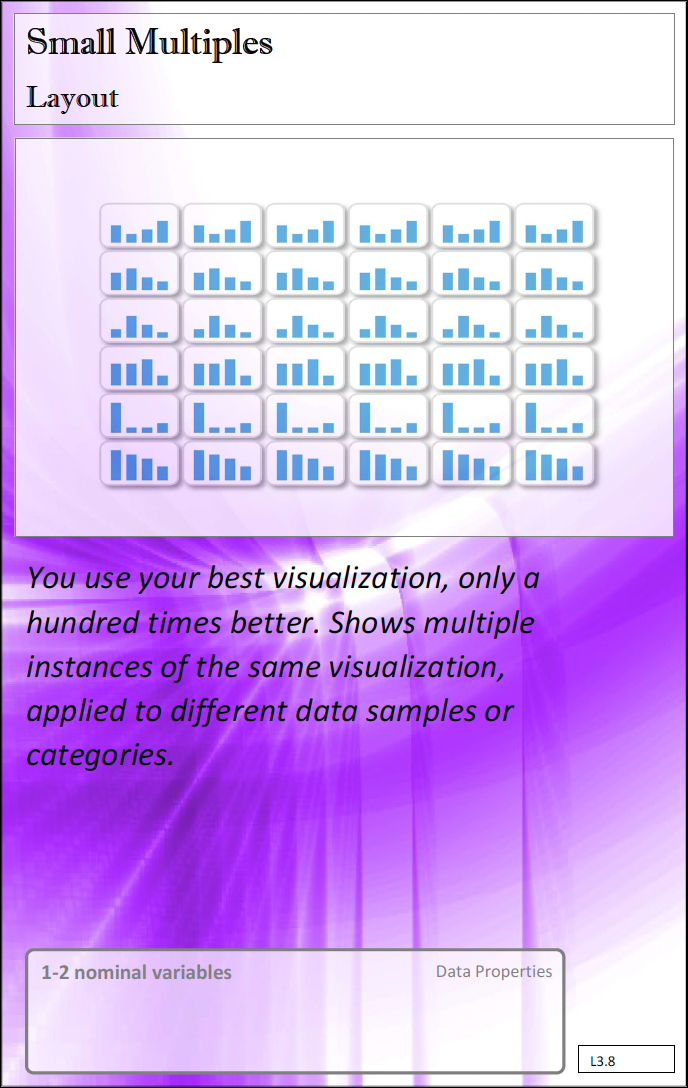 Small Multiples
Layout
You use your best visualization, only a
hundred times better. Shows multiple
instances of the same visualization,
applied to different data samples or
categories.
1-2 nominal variables
Data Properties
L3.8